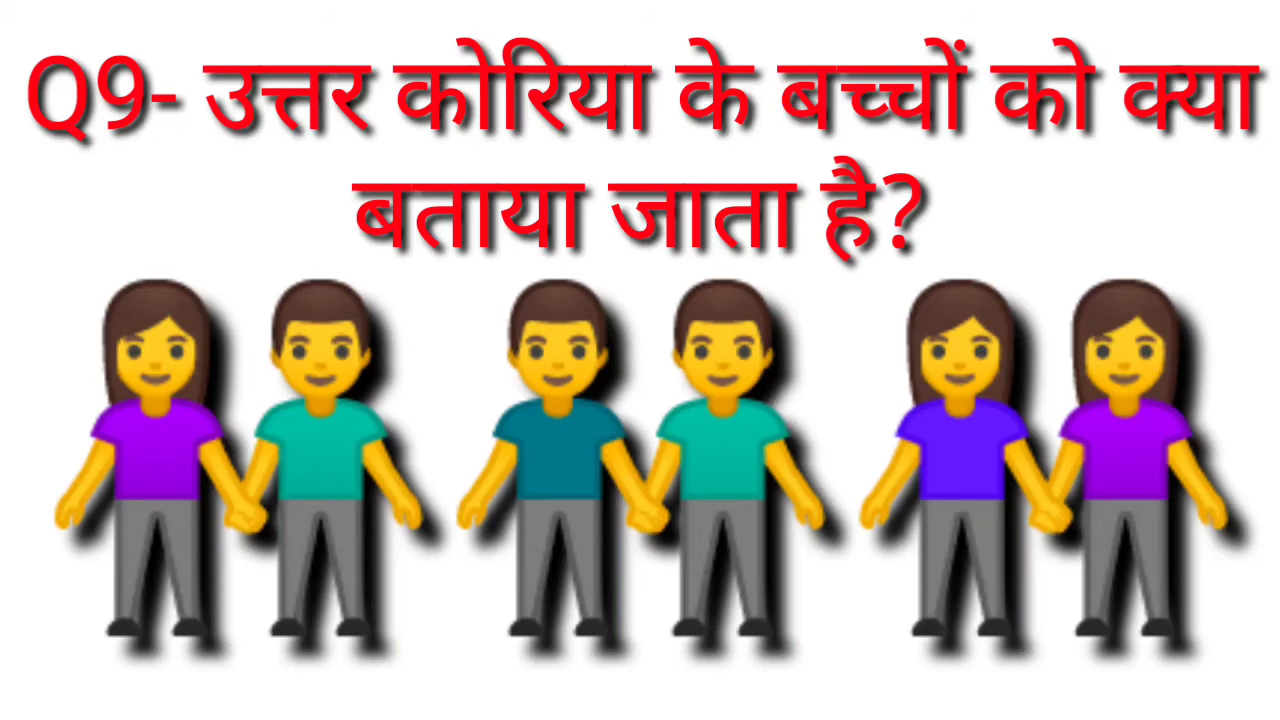 Q9- उत्तर कोरिया के बच्चों को क्या
बताया जाता है?